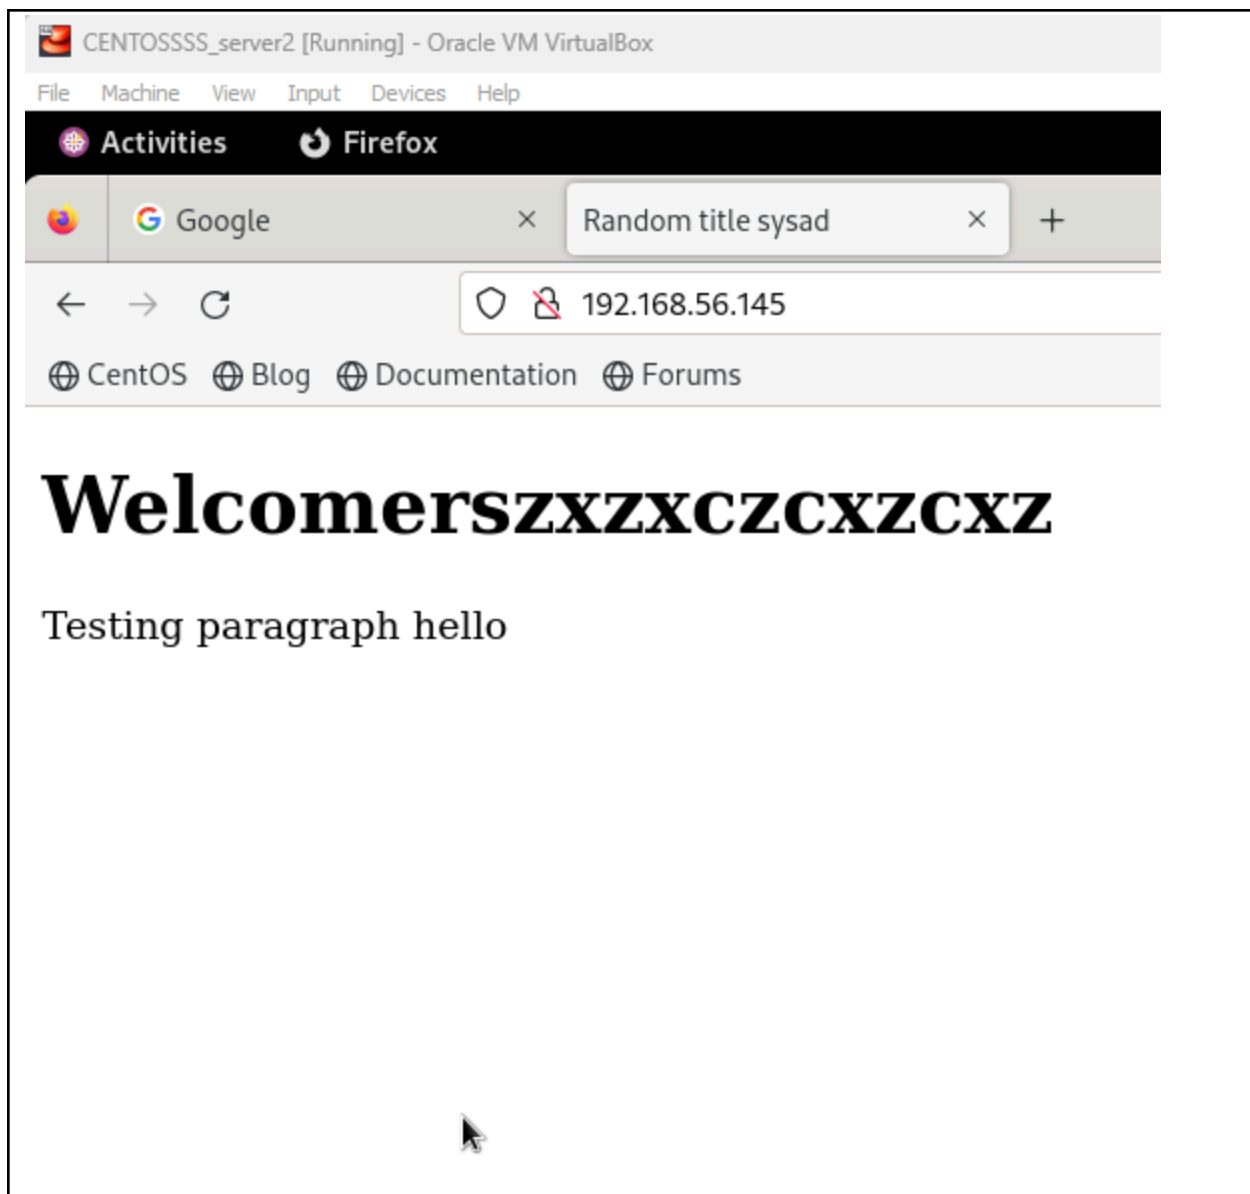 CENTOSSSS_server2 [Running] - Oracle VM VirtualBox
File Machine View Input Devices Help
Activities Firefox
Google Random title sysad
192.168.56.145
CentOS Blog Documentation Forums
Welcomerszxzxczcxzcxz
Testing paragraph hello